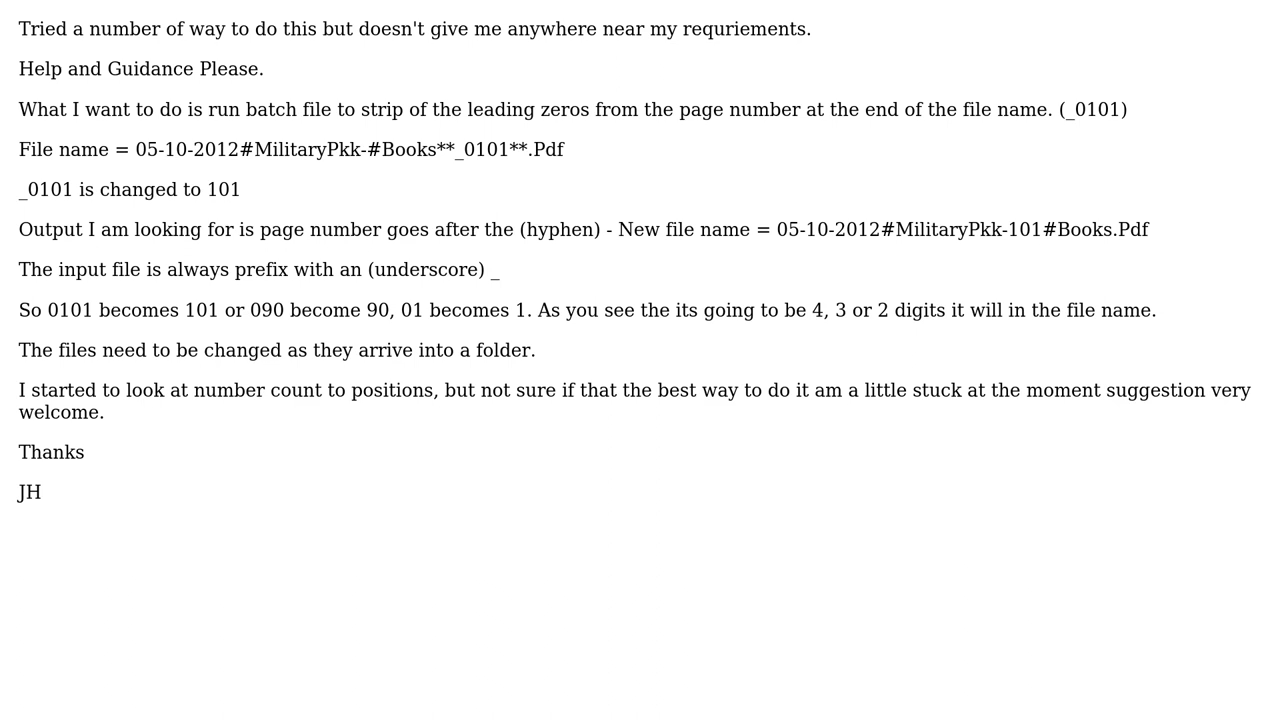 Tried a number of way to do this but doesn't give me anywhere near my requriements.
Help and Guidance Please.
What I want to do is run batch file to strip of the leading zeros from the page number at the end of the file name. (_0101)
File name = 05-10-2012#MilitaryPkk-#Books**_0101**.Pdf
_0101 is changed to 101
Output I am looking for is page number goes after the (hyphen) - New file name = 05-10-2012#MilitaryPkk-101#Books.Pdf
The input file is always prefix with an (underscore) _
So 0101 becomes 101 or 090 become 90, 01 becomes 1. As you see the its going to be 4, 3 or 2 digits it will in the file name.
The files need to be changed as they arrive into a folder.
I started to look at number count to positions, but not sure if that the best way to do it am a little stuck at the moment suggestion very
welcome.
Thanks
JH